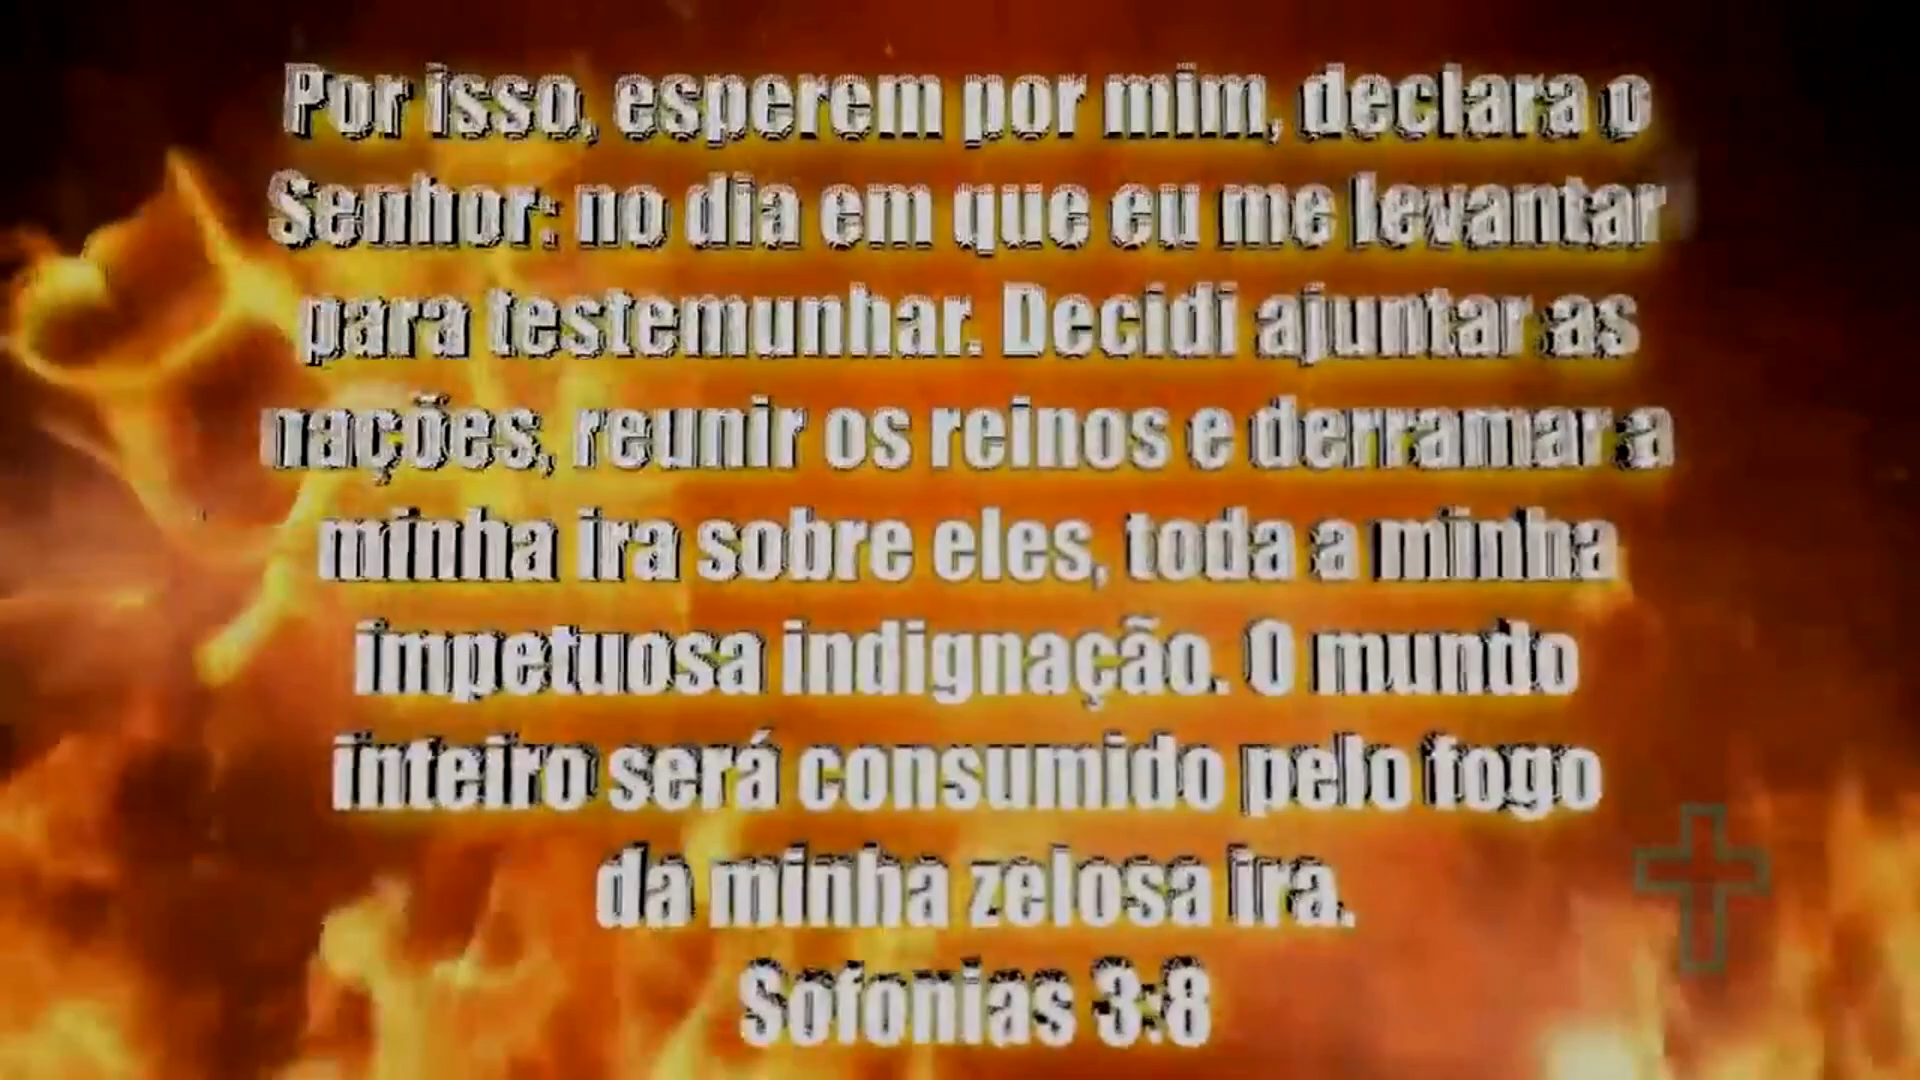 Por isso, esperem por mim, declara o
Senhor: no dia em que eu me levantar
para testemunhar. Decidi ajuntar as
nações, reunir os reinos e derramar a
minha ira sobre eles, toda a minha
impetuosa indignação. O mundo
inteiro será consumido pelo fogo
da minha zelosa ira.
Sofonias 3:8